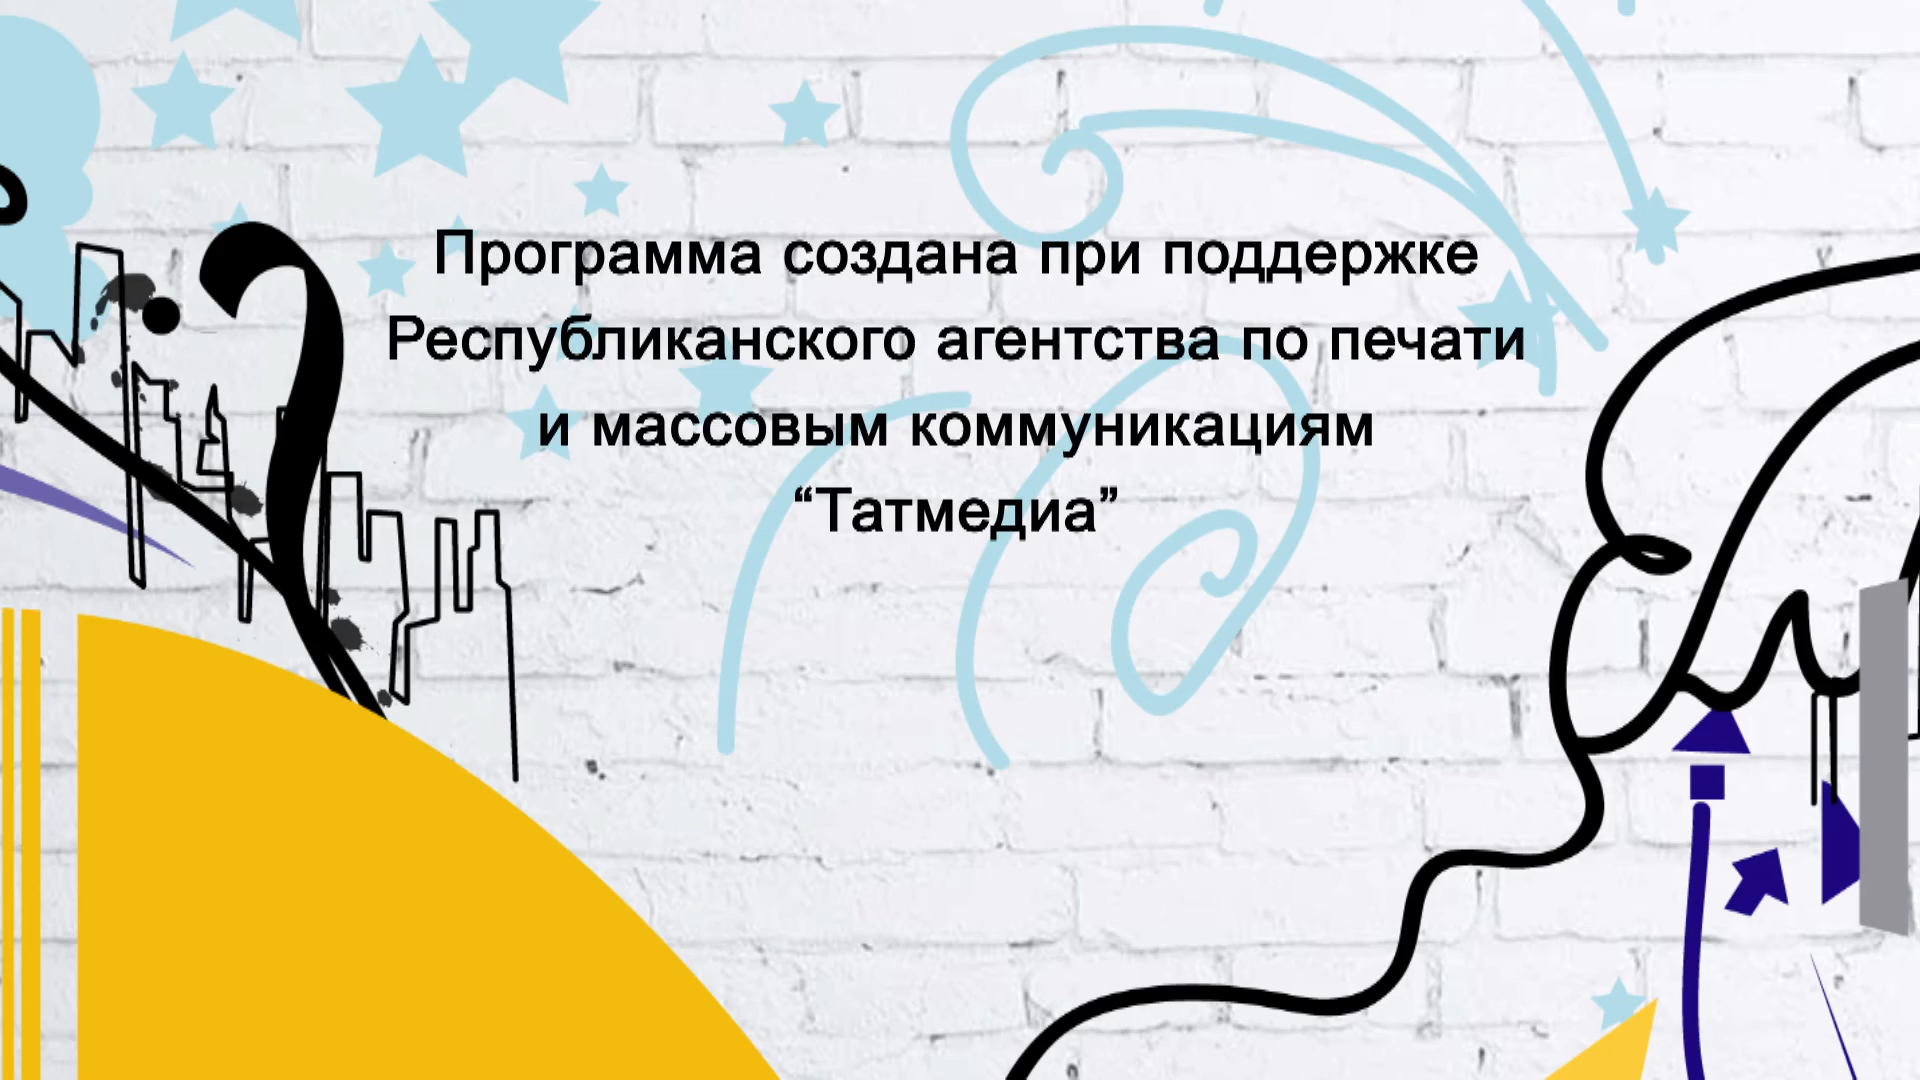 Программа создана при поддержке
Республиканского агентства по печати
и массовым коммуникациям
“Татмедиа”